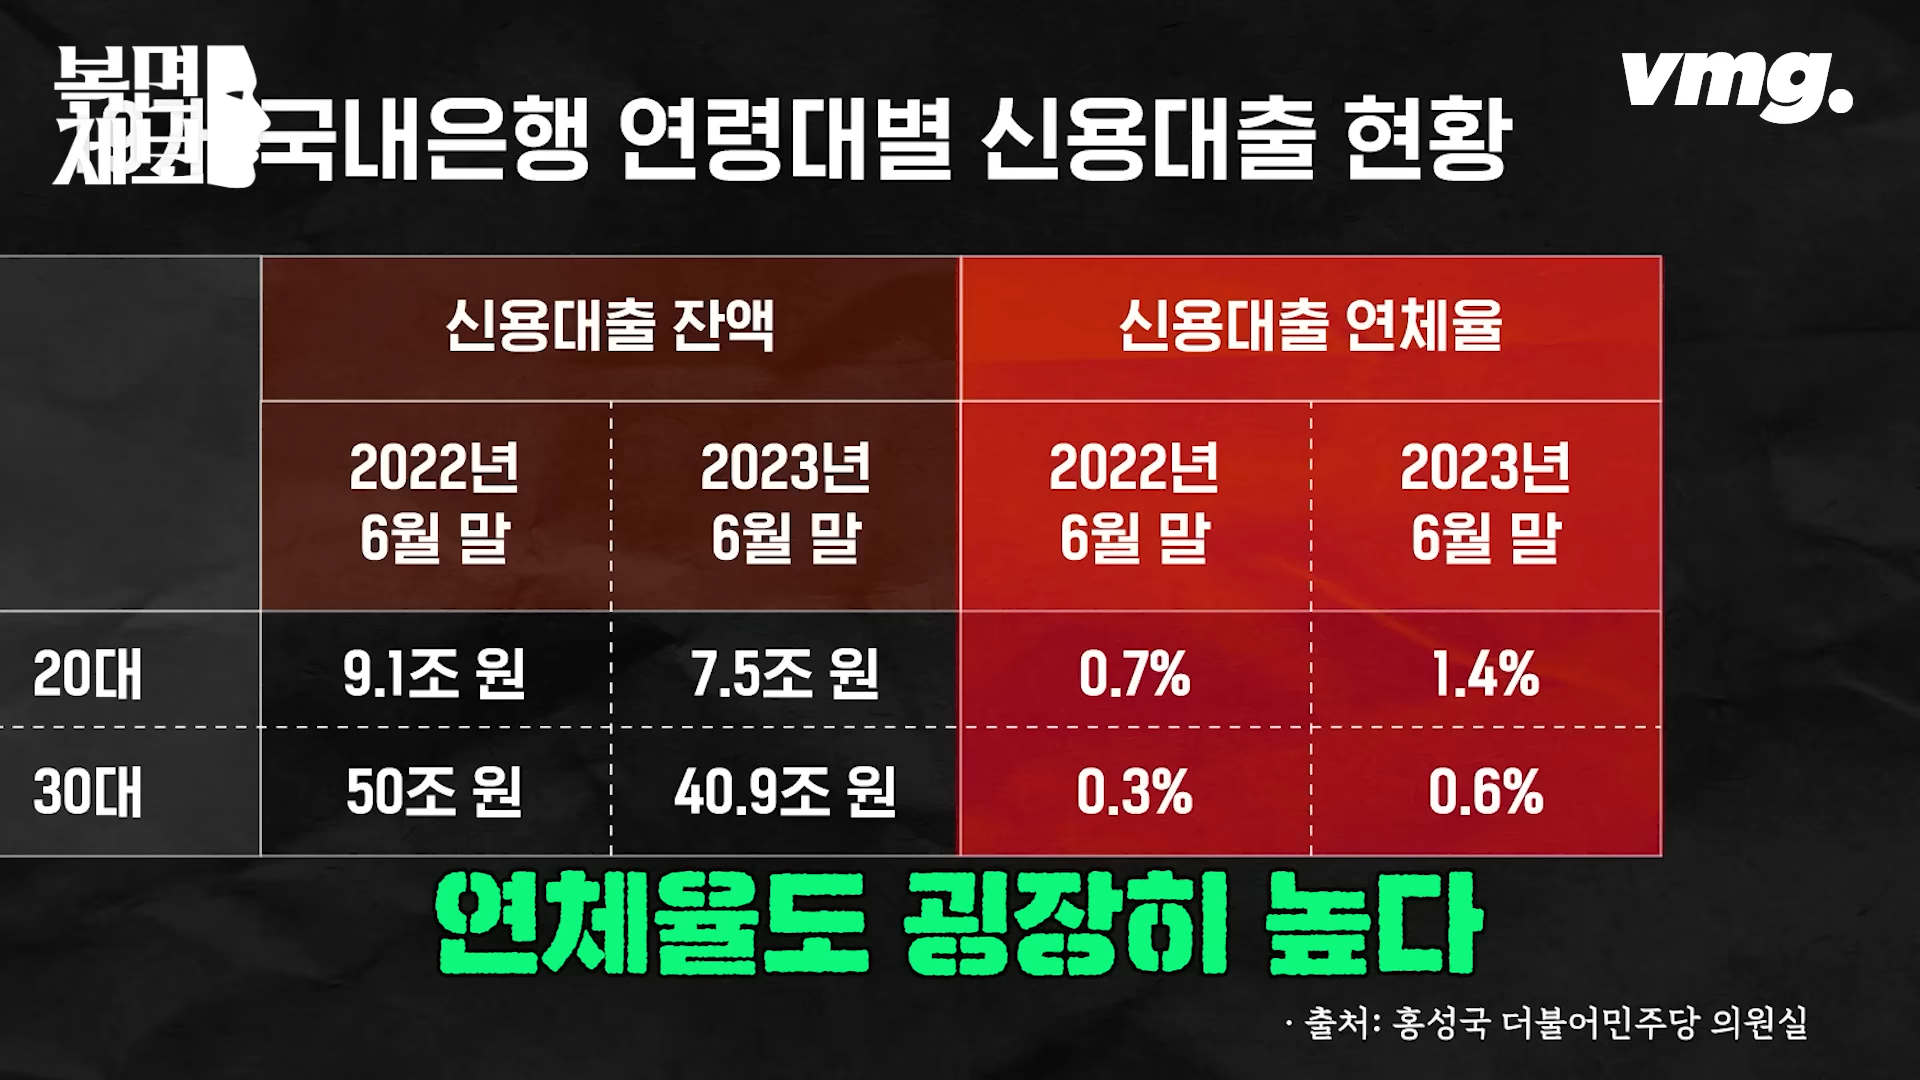 복면
제보
vmg.
국내은행 연령대별 신용대출 현황
신용대출 잔액
신용대출 연체율
2022년
6월 말
2023년
6월 말
2022년
6월 말
2023년
6월 말
20대
9.1조 원
7.5조 원
0.7%
1.4%
30대
50조 원
40.9조 원
0.3%
0.6%
연체율도 굉장히 높다
· 출처: 홍성국 더불어민주당 의원실